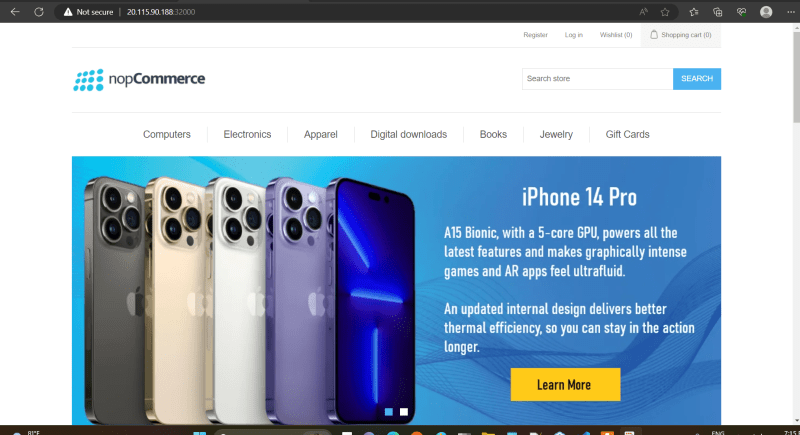 Not secure | 20.115.90.188:32000
Register Log in Wishlist (0) Shopping cart (0)
nopCommerce
Search store SEARCH
Computers Electronics Apparel Digital downloads Books Jewelry Gift Cards
iPhone 14 Pro
A15 Bionic, with a 5-core GPU, powers all the
latest features and makes graphically intense
games and AR apps feel ultrafluid.
An updated internal design delivers better
thermal efficiency, so you can stay in the action
longer.
Learn More
81°F ENG 7:15